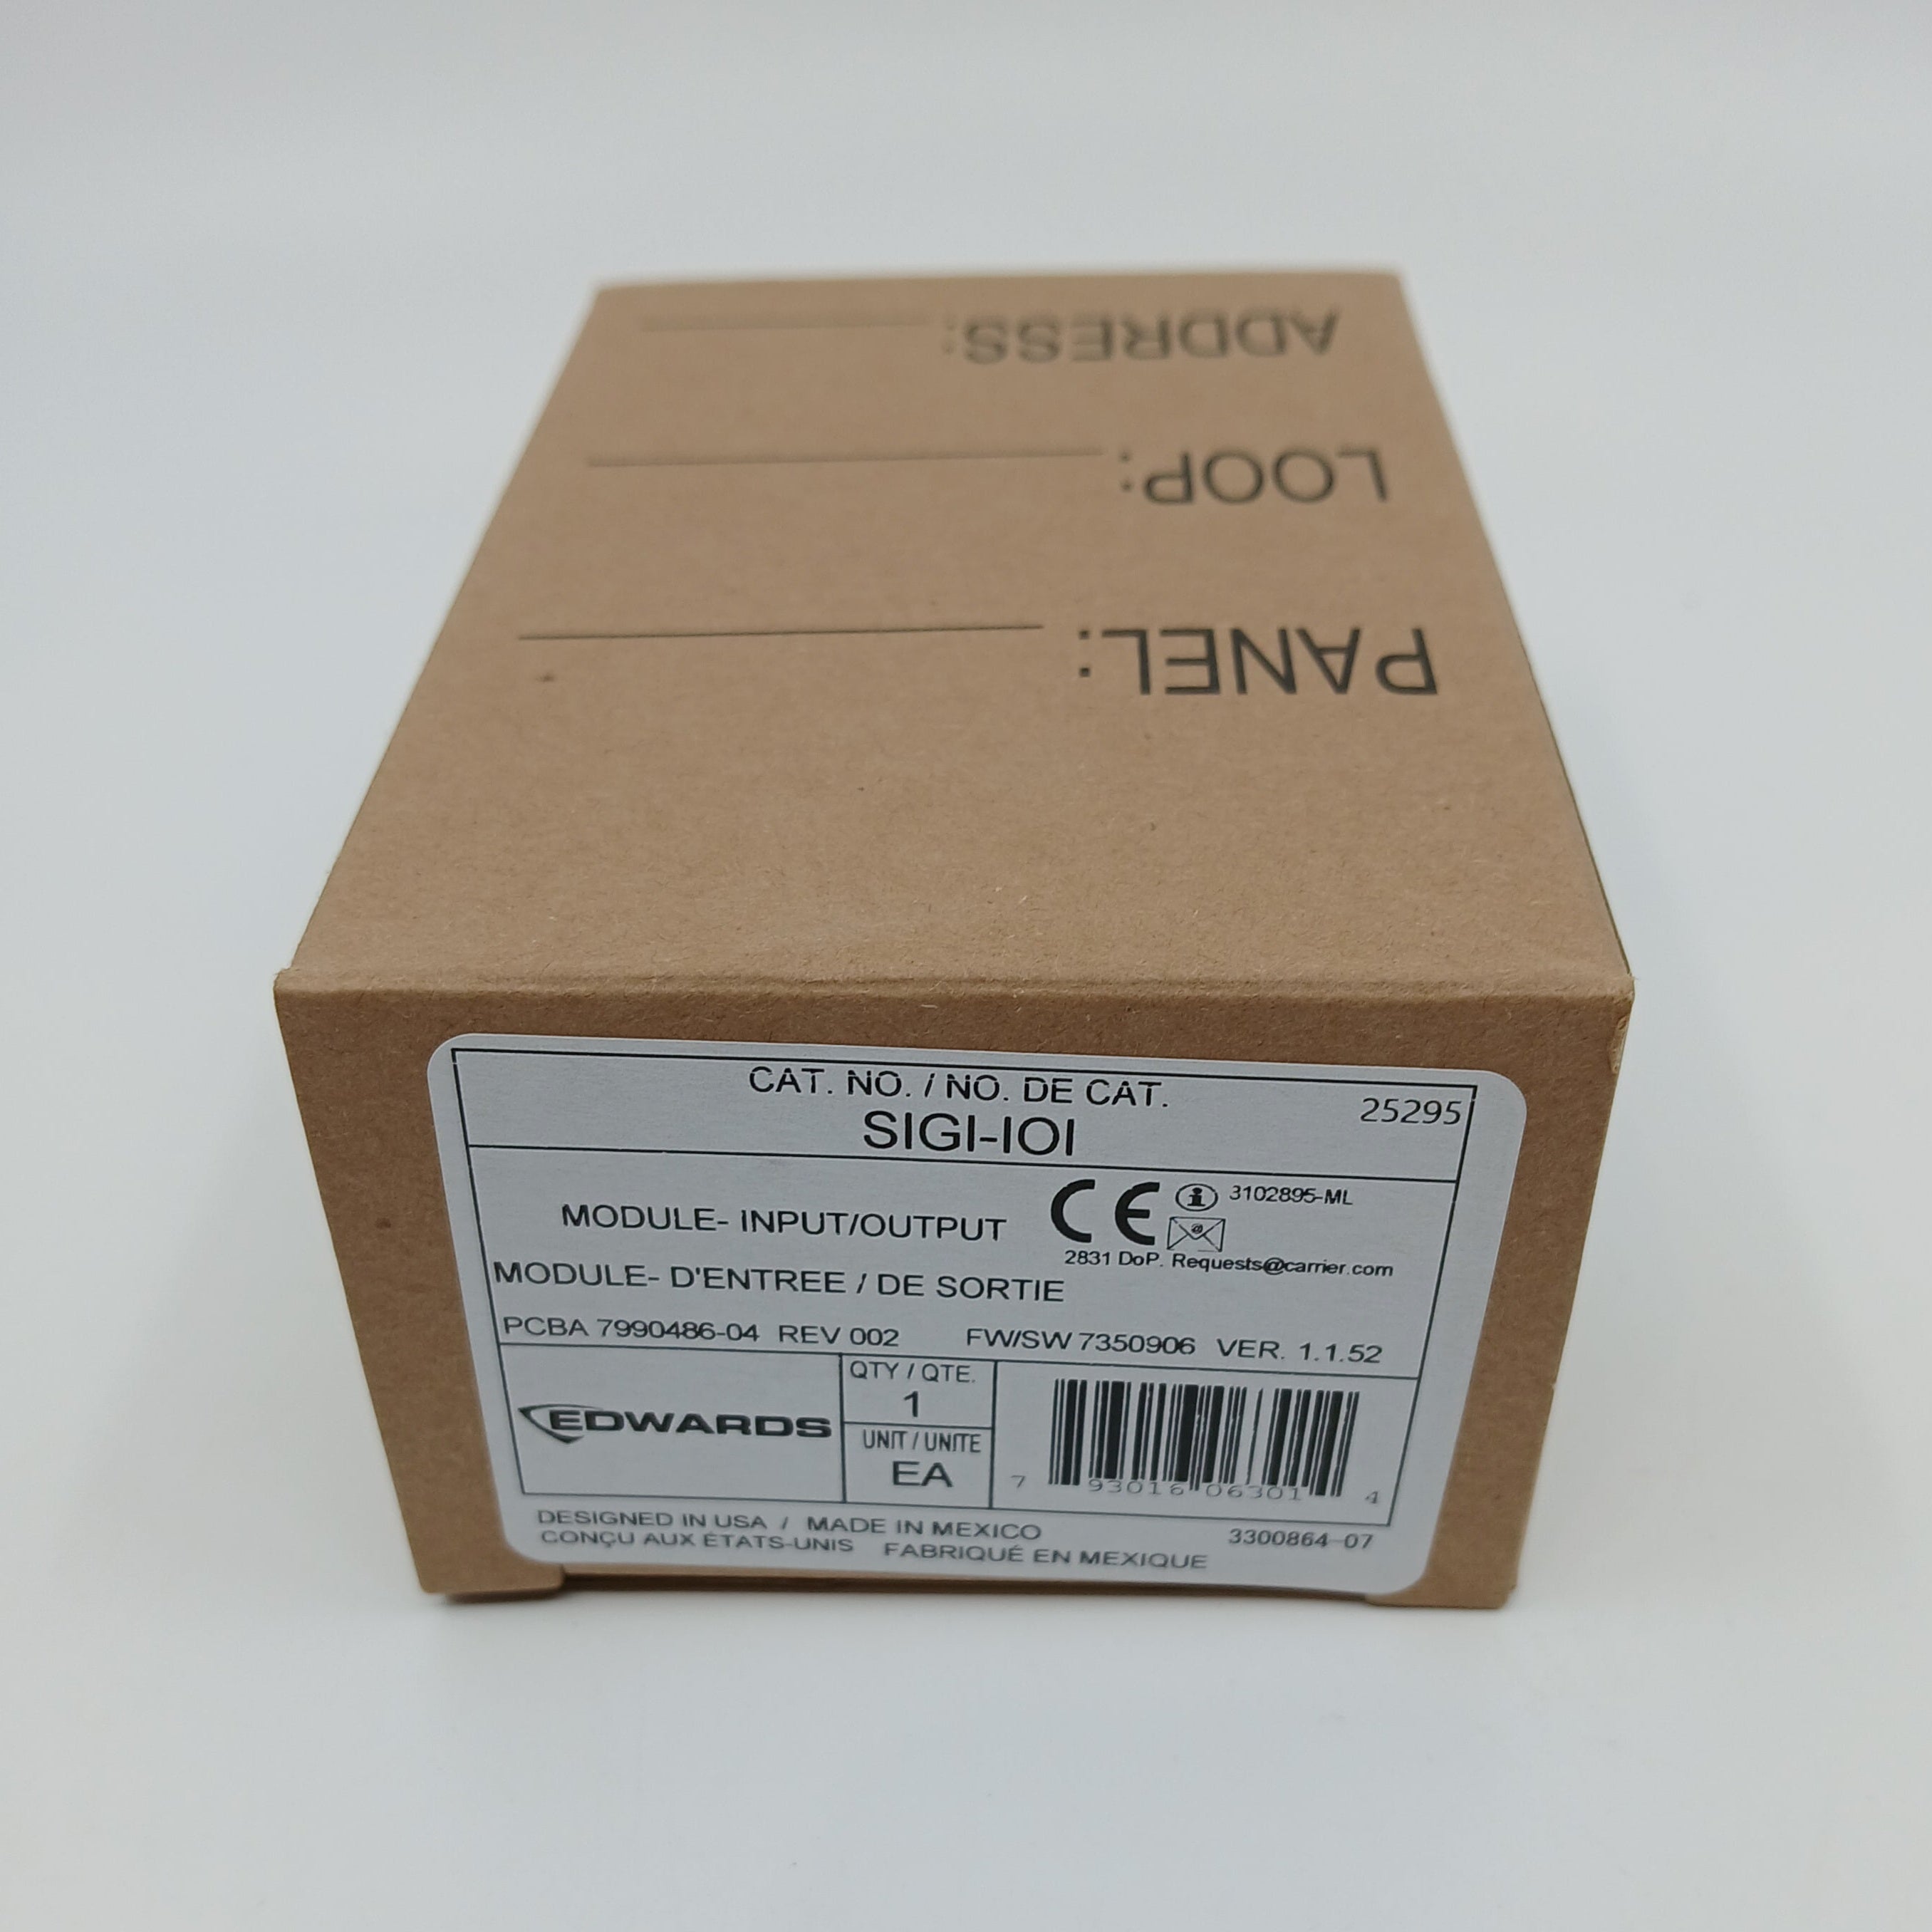 PANEL:
LOOP:
ADDRESS:
CAT. NO. / NO. DE CAT.
SIGI-IOI
25295
MODULE- INPUT/OUTPUT
3102895-ML
2831 DoP. Requests@carrier.com
MODULE- D'ENTREE / DE SORTIE
PCBA 7990486-04 REV 002 FW/SW 7350906 VER. 1.1.52
EDWARDS
QTY / QTE.
1
UNIT / UNITE
EA
7 93016 06301 4
DESIGNED IN USA / MADE IN MEXICO
CONÇU AUX ÉTATS-UNIS FABRIQUÉ EN MEXIQUE
3300864-07